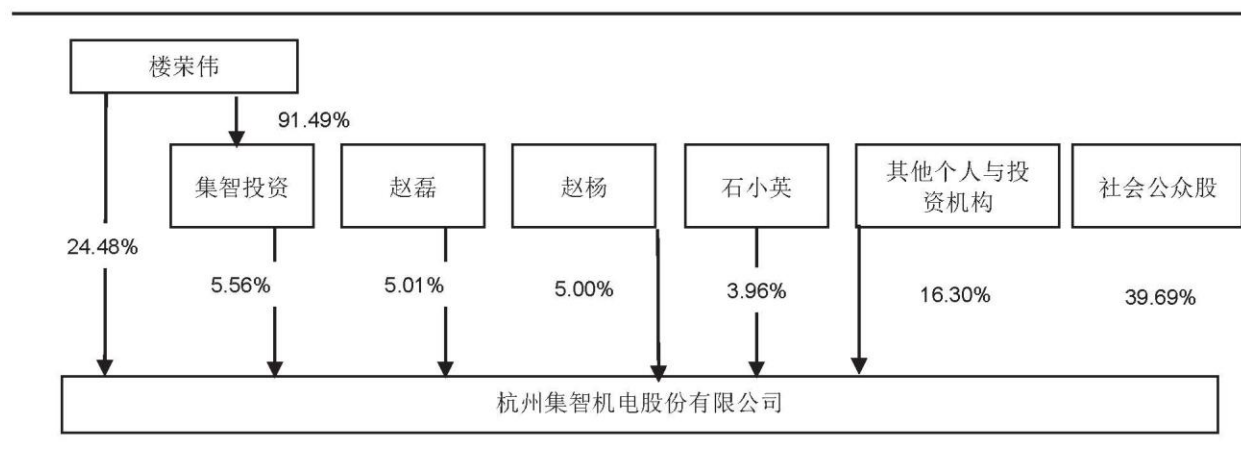 楼荣伟
91.49%
集智投资
赵磊
赵杨
石小英
其他个人与投
资机构
社会公众股
24.48%
5.56%
5.01%
5.00%
3.96%
16.30%
39.69%
杭州集智机电股份有限公司